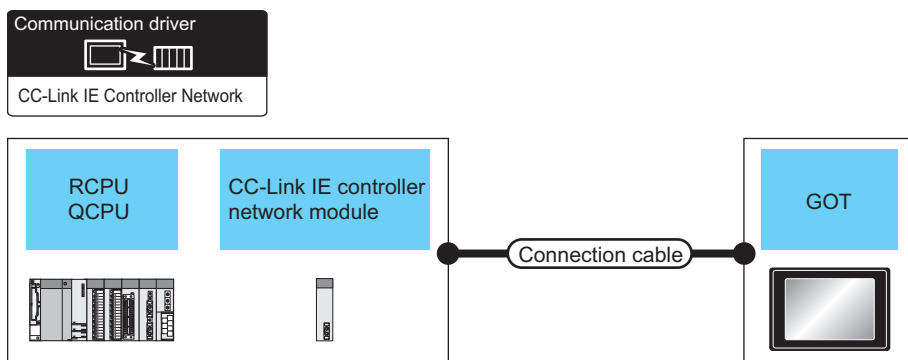 Communication driver
CC-Link IE Controller Network
RCPU
QCPU
CC-Link IE controller
network module
Connection cable
GOT